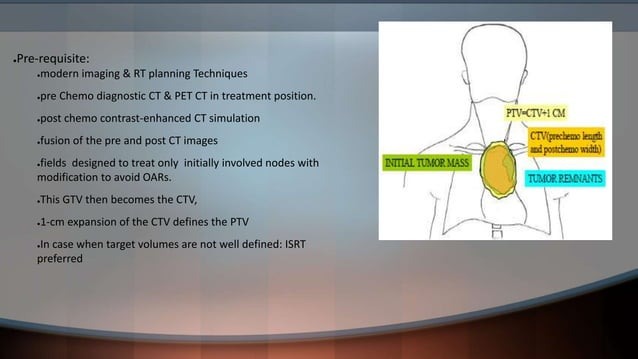 Pre-requisite:
modern imaging & RT planning Techniques
pre Chemo diagnostic CT & PET CT in treatment position.
post chemo contrast-enhanced CT simulation
fusion of the pre and post CT images
fields designed to treat only initially involved nodes with
modification to avoid OARs.
This GTV then becomes the CTV,
1-cm expansion of the CTV defines the PTV
In case when target volumes are not well defined: ISRT
preferred
PTV=CTV+1 CM
CTV(prechemo length
and postchemo width)
INITIAL TUMOR MASS
TUMOR REMNANTS